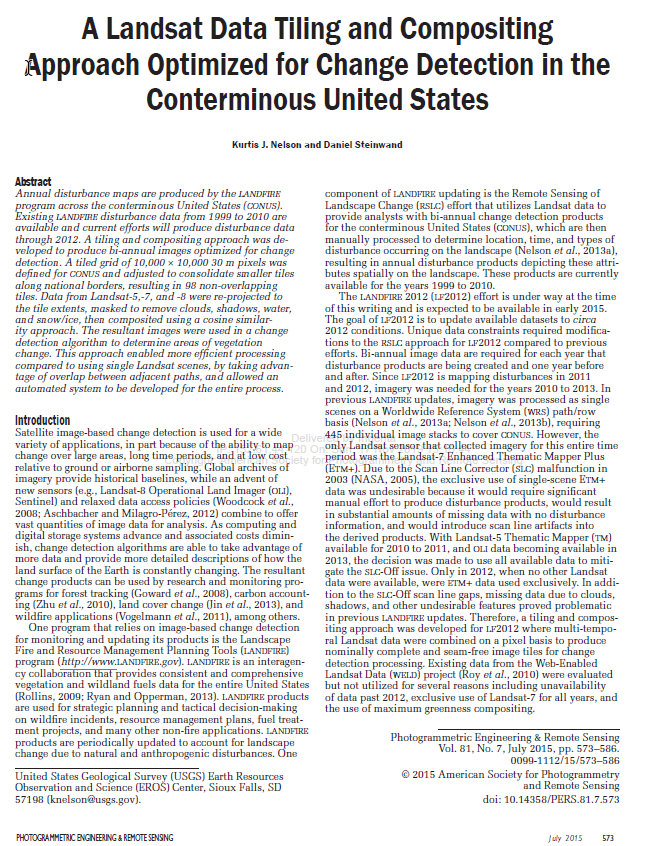 A Landsat Data Tiling and Compositing
Approach Optimized for Change Detection in the
Conterminous United States
Kurtis J. Nelson and Daniel Steinwand
Abstract
Annual disturbance maps are produced by the LANDFIRE
program across the conterminous United States (CONUS).
Existing LANDFIRE disturbance data from 1999 to 2010 are
available and current efforts will produce disturbance data
through 2012. A tiling and compositing approach was de-
veloped to produce bi-annual images optimized for change
detection. A tiled grid of 10,000 × 10,000 30 m pixels was
defined for CONUS and adjusted to consolidate smaller tiles
along national borders, resulting in 98 non-overlapping
tiles. Data from Landsat-5,-7, and -8 were re-projected to
the tile extents, masked to remove clouds, shadows, water,
and snow/ice, then composited using a cosine similar-
ity approach. The resultant images were used in a change
detection algorithm to determine areas of vegetation
change. This approach enabled more efficient processing
compared to using single Landsat scenes, by taking advan-
tage of overlap between adjacent paths, and allowed an
automated system to be developed for the entire process.
Introduction
Satellite image-based change detection is used for a wide
variety of applications, in part because of the ability to map
change over large areas, long time periods, and at low cost
relative to ground or airborne sampling. Global archives of
imagery provide historical baselines, while an advent of
new sensors (e.g., Landsat-8 Operational Land Imager (OLI),
Sentinel) and relaxed data access policies (Woodcock et al.,
2008; Aschbacher and Milagro-Pérez, 2012) combine to offer
vast quantities of image data for analysis. As computing and
digital storage systems advance and associated costs dimin-
ish, change detection algorithms are able to take advantage of
more data and provide more detailed descriptions of how the
land surface of the Earth is constantly changing. The resultant
change products can be used by research and monitoring pro-
grams for forest tracking (Goward et al., 2008), carbon account-
ing (Zhu et al., 2010), land cover change (Jin et al., 2013), and
wildfire applications (Vogelmann et al., 2011), among others.
One program that relies on image-based change detection
for monitoring and updating its products is the Landscape
Fire and Resource Management Planning Tools (LANDFIRE)
program (http://www.LANDFIRE.gov). LANDFIRE is an interagen-
cy collaboration that provides consistent and comprehensive
vegetation and wildland fuels data for the entire United States
(Rollins, 2009; Ryan and Opperman, 2013). LANDFIRE products
are used for strategic planning and tactical decision-making
on wildfire incidents, resource management plans, fuel treat-
ment projects, and many other non-fire applications. LANDFIRE
products are periodically updated to account for landscape
change due to natural and anthropogenic disturbances. One
United States Geological Survey (USGS) Earth Resources
Observation and Science (EROS) Center, Sioux Falls, SD
57198 (knelson@usgs.gov).
component of LANDFIRE updating is the Remote Sensing of
Landscape Change (RSLC) effort that utilizes Landsat data to
provide analysts with bi-annual change detection products
for the conterminous United States (CONUS), which are then
manually processed to determine location, time, and types of
disturbance occurring on the landscape (Nelson et al., 2013a),
resulting in annual disturbance products depicting these attri-
butes spatially on the landscape. These products are currently
available for the years 1999 to 2010.
The LANDFIRE 2012 (LF2012) effort is under way at the time
of this writing and is expected to be available in early 2015.
The goal of LF2012 is to update available datasets to circa
2012 conditions. Unique data constraints required modifica-
tions to the RSLC approach for LF2012 compared to previous
efforts. Bi-annual image data are required for each year that
disturbance products are being created and one year before
and after. Since LF2012 is mapping disturbances in 2011
and 2012, imagery was needed for the years 2010 to 2013. In
previous LANDFIRE updates, imagery was processed as single
scenes on a Worldwide Reference System (WRS) path/row
basis (Nelson et al., 2013a; Nelson et al., 2013b), requiring
445 individual image stacks to cover CONUS. However, the
only Landsat sensor that collected imagery for this entire time
period was the Landsat-7 Enhanced Thematic Mapper Plus
(ETM+). Due to the Scan Line Corrector (SLC) malfunction in
2003 (NASA, 2005), the exclusive use of single-scene ETM+
data was undesirable because it would require significant
manual effort to produce disturbance products, would result
in substantial amounts of missing data with no disturbance
information, and would introduce scan line artifacts into
the derived products. With Landsat-5 Thematic Mapper (TM)
available for 2010 to 2011, and OLI data becoming available in
2013, the decision was made to use all available data to miti-
gate the SLC-Off issue. Only in 2012, when no other Landsat
data were available, were ETM+ data used exclusively. In addi-
tion to the SLC-Off scan line gaps, missing data due to clouds,
shadows, and other undesirable features proved problematic
in previous LANDFIRE updates. Therefore, a tiling and composi-
ting approach was developed for LF2012 where multi-tempo-
ral Landsat data were combined on a pixel basis to produce
nominally complete and seam-free image tiles for change
detection processing. Existing data from the Web-Enabled
Landsat Data (WELD) project (Roy et al., 2010) were evaluated
but not utilized for several reasons including unavailability
of data past 2012, exclusive use of Landsat-7 for all years, and
the use of maximum greenness compositing.
Photogrammetric Engineering & Remote Sensing
Vol. 81, No. 7, July 2015, pp. 573–586.
0099-1112/15/573–586
© 2015 American Society for Photogrammetry
and Remote Sensing
doi: 10.14358/PERS.81.7.573
PHOTOGRAMMETRIC ENGINEERING & REMOTE SENSING
July 2015 573